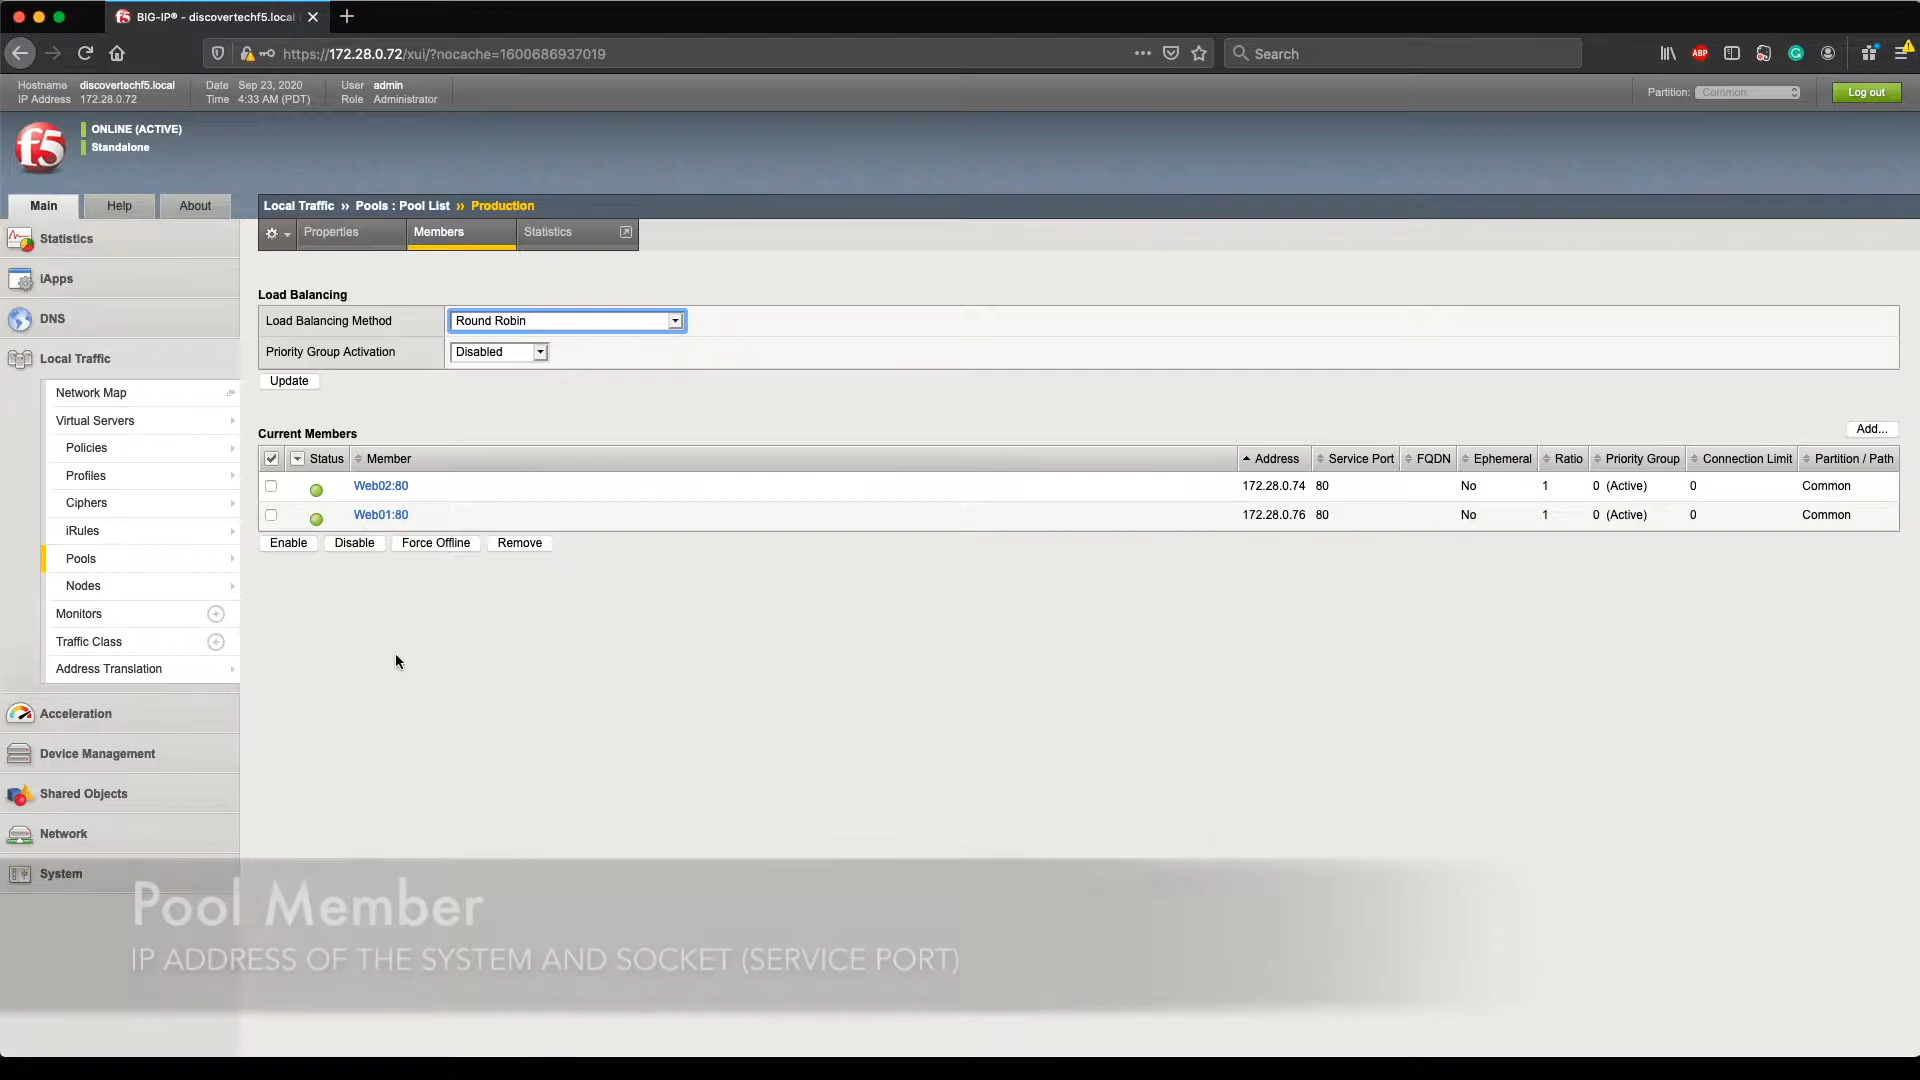 BIG-IP® - discovertechf5.local
https://172.28.0.72/xui/?nocache=1600686937019
Search
ABP
Hostname discovertechf5.local
IP Address 172.28.0.72
Date Sep 23, 2020
Time 4:33 AM (PDT)
User admin
Role Administrator
Partition: Common
Log out
f5
ONLINE (ACTIVE)
Standalone
Main
Help
About
Local Traffic » Pools : Pool List » Production
Properties
Members
Statistics
Statistics
iApps
DNS
Local Traffic
Network Map
Virtual Servers
Policies
Profiles
Ciphers
iRules
Pools
Nodes
Monitors
Traffic Class
Address Translation
Acceleration
Device Management
Shared Objects
Network
System
Load Balancing
Load Balancing Method Round Robin
Priority Group Activation Disabled
Update
Current Members
Add...
Status Member Address Service Port FQDN Ephemeral Ratio Priority Group Connection Limit Partition / Path
Web02:80 172.28.0.74 80 No 1 0 (Active) 0 Common
Web01:80 172.28.0.76 80 No 1 0 (Active) 0 Common
Enable Disable Force Offline Remove
Pool Member
IP ADDRESS OF THE SYSTEM AND SOCKET (SERVICE PORT)